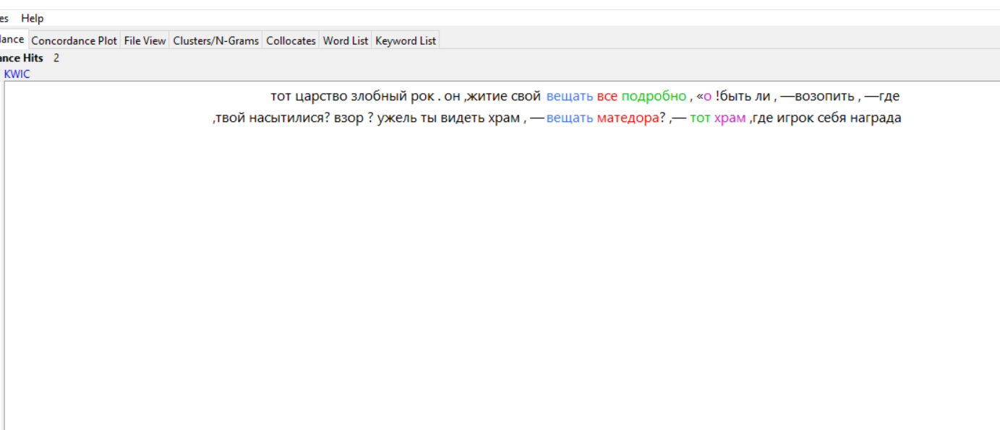 es Help
lance Concordance Plot File View Clusters/N-Grams Collocates Word List Keyword List
ance Hits 2
KWIC
тот царство злобный рок . он ,житие свой вещать все подробно , «о !быть ли , —возопить , —где
,твой насытилися? взор ? ужель ты видеть храм , — вещать матедора? ,— тот храм ,где игрок себя награда